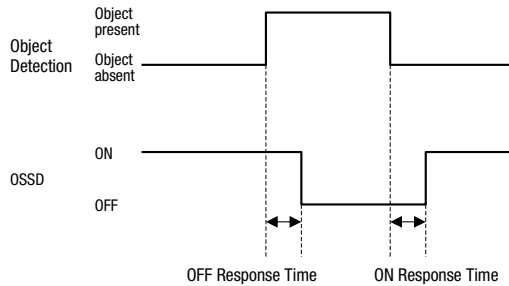 Object
present
Object
Detection
Object
absent
ON
OSSD
OFF
OFF Response Time
ON Response Time